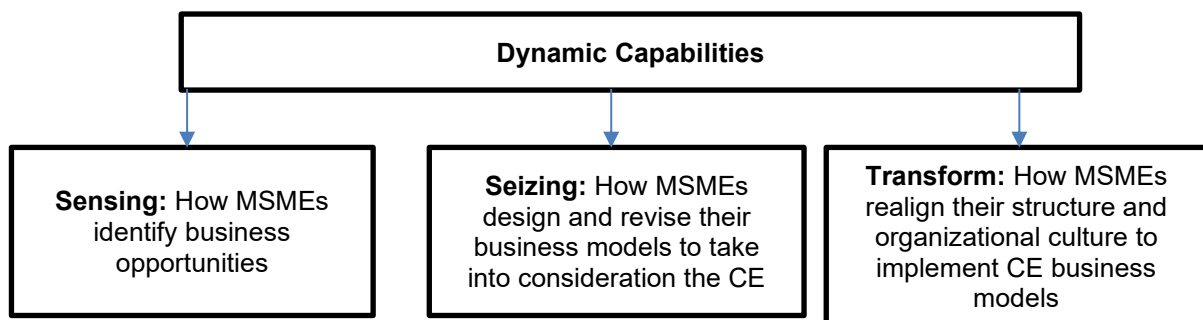 Dynamic Capabilities
Sensing: How MSMEs
identify business
opportunities
Seizing: How MSMEs
design and revise their
business models to take
into consideration the CE
Transform: How MSMEs
realign their structure and
organizational culture to
implement CE business
models